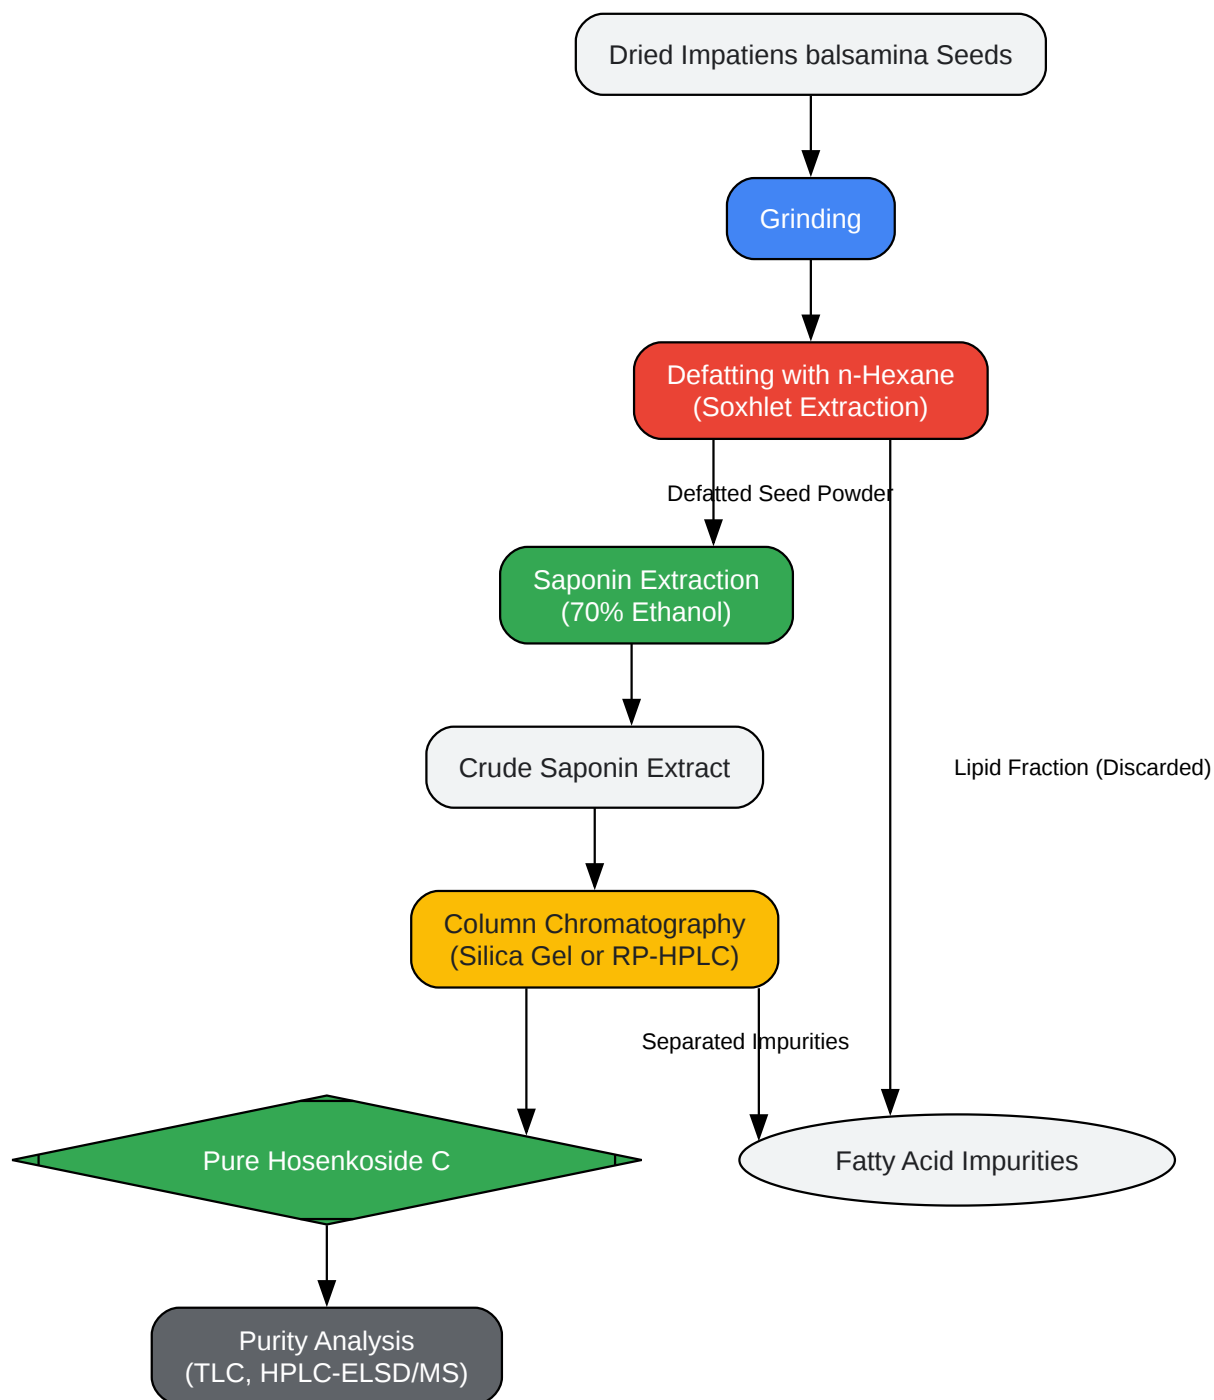 Dried Impatiens balsamina Seeds
Grinding
Defatting with n-Hexane
(Soxhlet Extraction)
Defatted Seed Powder
Saponin Extraction
(70% Ethanol)
Crude Saponin Extract
Lipid Fraction (Discarded)
Column Chromatography
(Silica Gel or RP-HPLC)
Separated Impurities
Pure Hosenkoside C
Fatty Acid Impurities
Purity Analysis
(TLC, HPLC-ELSD/MS)